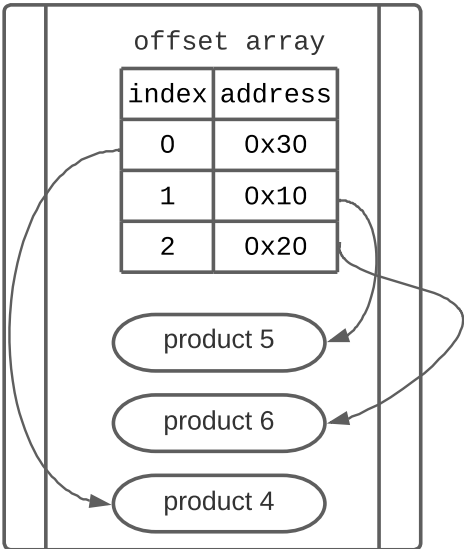 offset array
index address
0 0x30
1 0x10
2 0x20
product 5
product 6
product 4